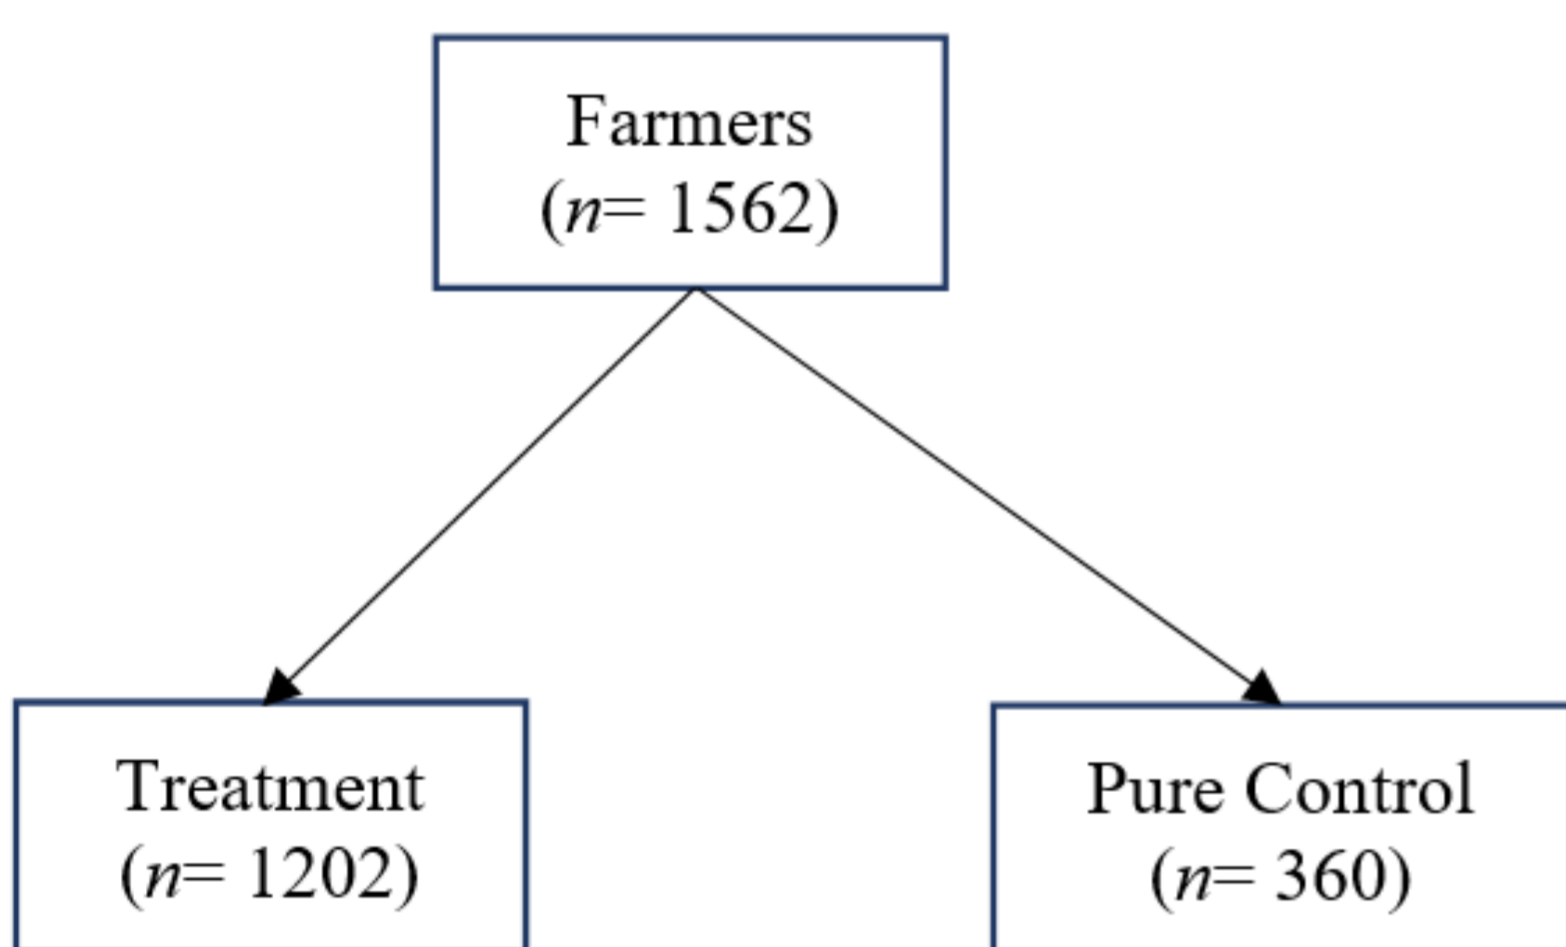 Farmers
(n= 1562)
Treatment
(n= 1202)
Pure Control
(n= 360)